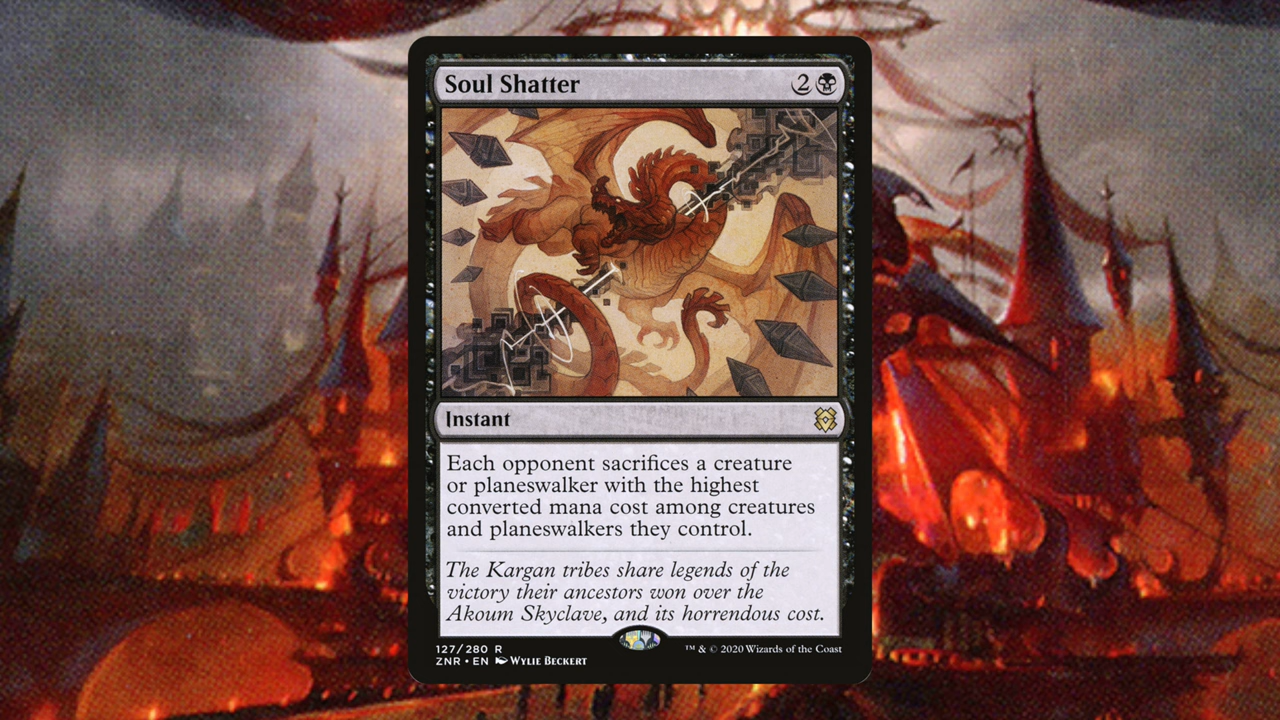 Soul Shatter 2
Instant
Each opponent sacrifices a creature
or planeswalker with the highest
converted mana cost among creatures
and planeswalkers they control.
The Kargan tribes share legends of the
victory their ancestors won over the
Akoum Skyclave, and its horrendous cost.
127/280 R
ZNR • EN Wylie Beckert
™ & © 2020 Wizards of the Coast